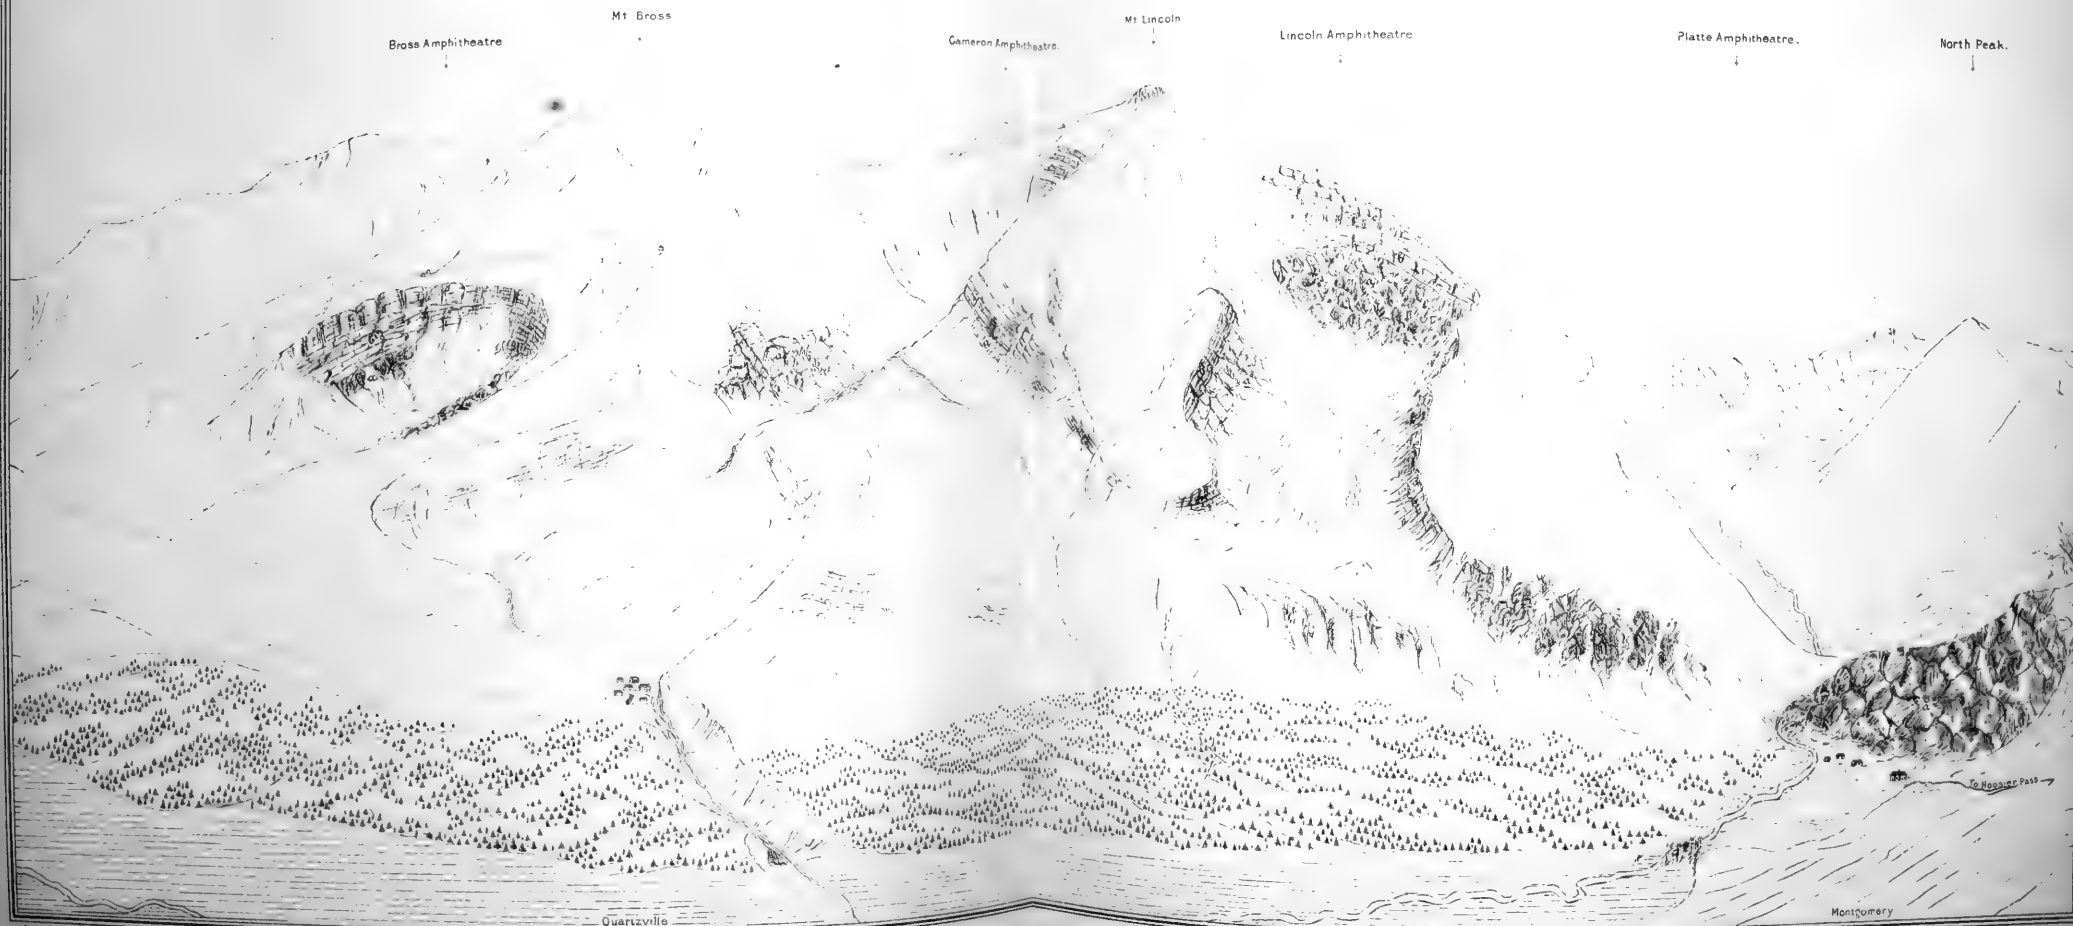 Mt Bross
Mt Lincoln
Bross Amphitheatre
Cameron Amphitheatre.
Lincoln Amphitheatre
Platte Amphitheatre.
North Peak.
To Hoosier Pass
Quartzville
Montgomery